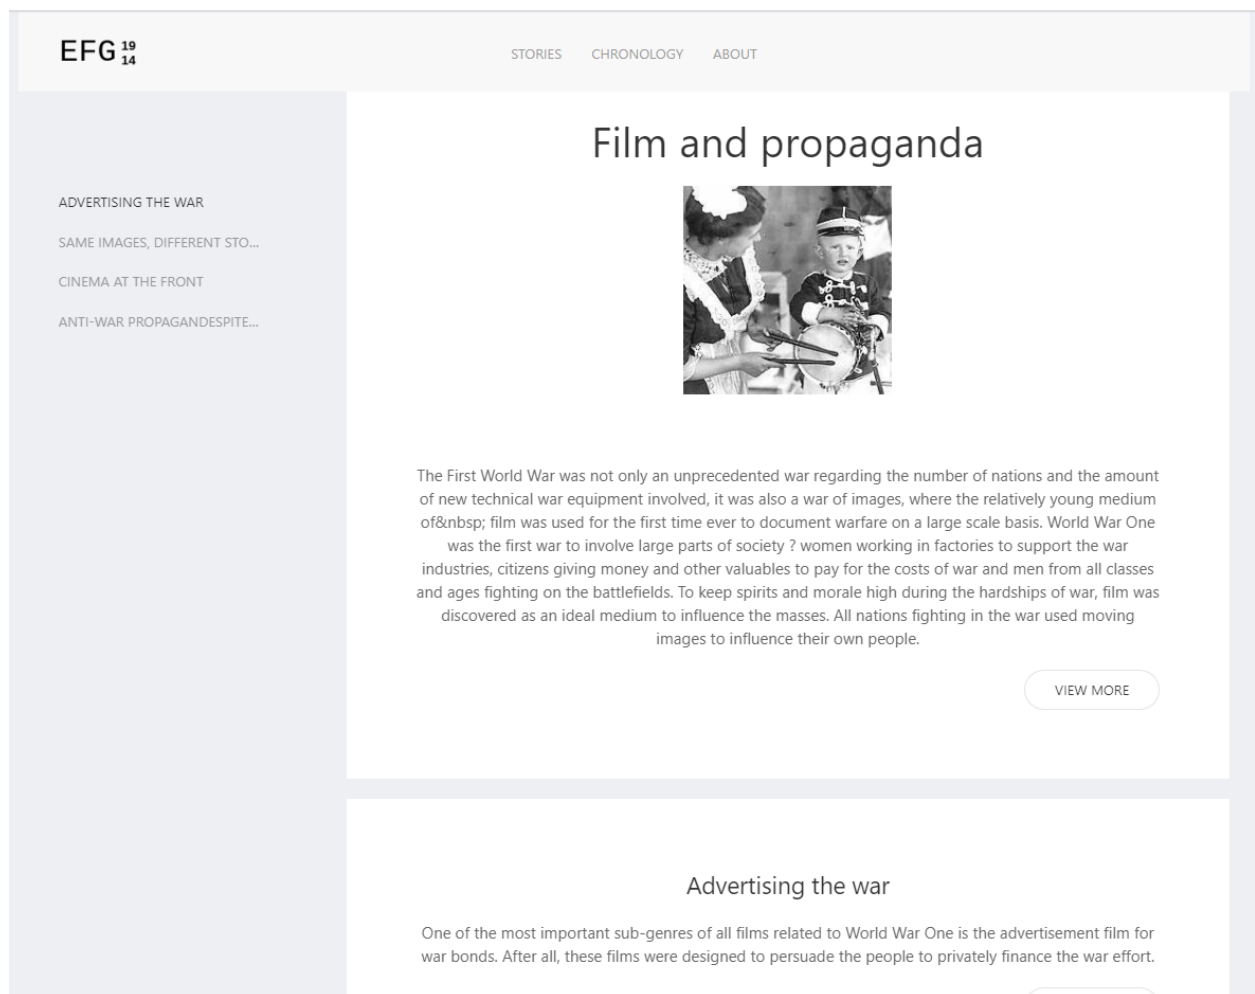 EFG 19
14
STORIES CHRONOLOGY ABOUT
ADVERTISING THE WAR
SAME IMAGES, DIFFERENT STO...
CINEMA AT THE FRONT
ANTI-WAR PROPAGANDESPITE...
Film and propaganda
The First World War was not only an unprecedented war regarding the number of nations and the amount
of new technical war equipment involved, it was also a war of images, where the relatively young medium
of&nbsp; film was used for the first time ever to document warfare on a large scale basis. World War One
was the first war to involve large parts of society ? women working in factories to support the war
industries, citizens giving money and other valuables to pay for the costs of war and men from all classes
and ages fighting on the battlefields. To keep spirits and morale high during the hardships of war, film was
discovered as an ideal medium to influence the masses. All nations fighting in the war used moving
images to influence their own people.
VIEW MORE
Advertising the war
One of the most important sub-genres of all films related to World War One is the advertisement film for
war bonds. After all, these films were designed to persuade the people to privately finance the war effort.